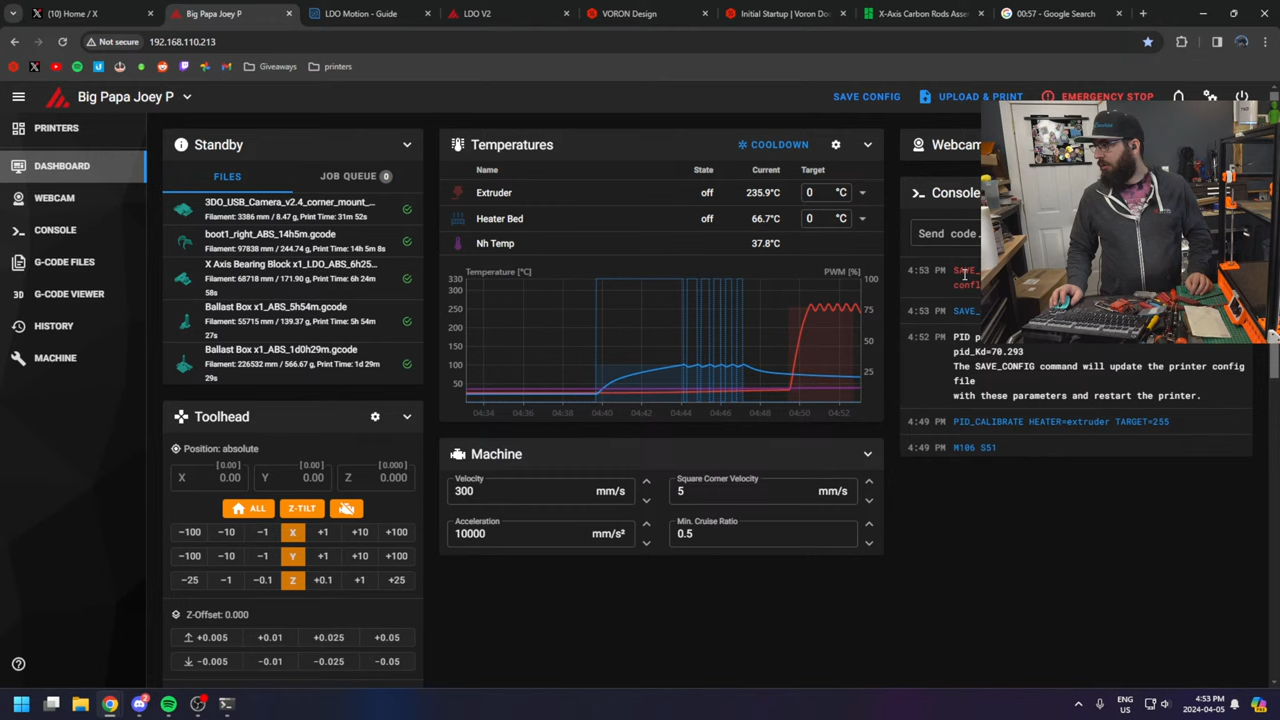 (10) Home / X
Big Papa Joey P
LDO Motion - Guide
LDO V2
VORON Design
Initial Startup | Voron Doc
X-Axis Carbon Rods Asse
00:57 - Google Search
Not secure
192.168.110.213
Giveaways
printers
Big Papa Joey P
SAVE CONFIG
UPLOAD & PRINT
EMERGENCY STOP
PRINTERS
DASHBOARD
WEBCAM
CONSOLE
G-CODE FILES
G-CODE VIEWER
HISTORY
MACHINE
Standby
FILES
JOB QUEUE 0
3DO_USB_Camera_v2.4_corner_mount_...
Filament: 3386 mm / 8.47 g, Print Time: 31m 52s
boot1_right_ABS_14h5m.gcode
Filament: 97838 mm / 244.74 g, Print Time: 14h 5m 8s
X Axis Bearing Block x1_LDO_ABS_6h25...
Filament: 68718 mm / 171.90 g, Print Time: 6h 24m
58s
Ballast Box x1_ABS_5h54m.gcode
Filament: 55715 mm / 139.37 g, Print Time: 5h 54m
27s
Ballast Box x1_ABS_1d0h29m.gcode
Filament: 226532 mm / 566.67 g, Print Time: 1d 29m
29s
Toolhead
Position: absolute
[0.00] [0.00] [0.000]
X 0.00 Y 0.00 Z 0.000
ALL Z-TILT
-100 -10 -1 X +1 +10 +100
-100 -10 -1 Y +1 +10 +100
-25 -1 -0.1 Z +0.1 +1 +25
Z-Offset: 0.000
+0.005 +0.01 +0.025 +0.05
-0.005 -0.01 -0.025 -0.05
Temperatures
COOLDOWN
Name State Current Target
Extruder off 235.9°C 0 °C
Heater Bed off 66.7°C 0 °C
Nh Temp 37.8°C
Temperature [°C] PWM [%]
330
300
250
200
150
100
50
100
75
50
25
04:34 04:36 04:38 04:40 04:42 04:44 04:46 04:48 04:50 04:52
Machine
Velocity
300 mm/s
Square Corner Velocity
5 mm/s
Acceleration
10000 mm/s²
Min. Cruise Ratio
0.5
Webcam
Console
Send code.
4:53 PM SAVE_
confl
4:53 PM SAVE_
4:52 PM PID p
pid_Kd=70.293
The SAVE_CONFIG command will update the printer config
file
with these parameters and restart the printer.
4:49 PM PID_CALIBRATE HEATER=extruder TARGET=255
4:49 PM M106 S51
2
ENG
US
4:53 PM
2024-04-05